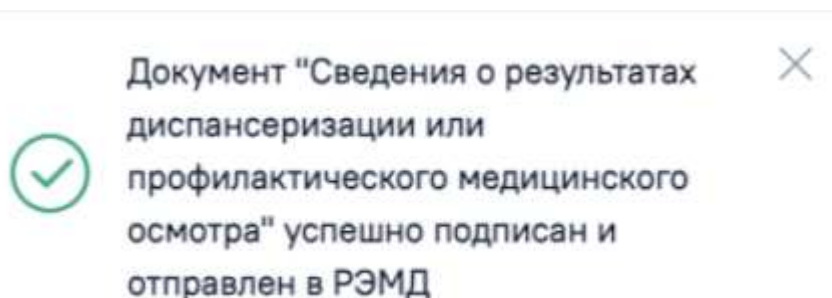 Документ "Сведения о результатах
диспансеризации или
профилактического медицинского
осмотра" успешно подписан и
отправлен в РЭМД